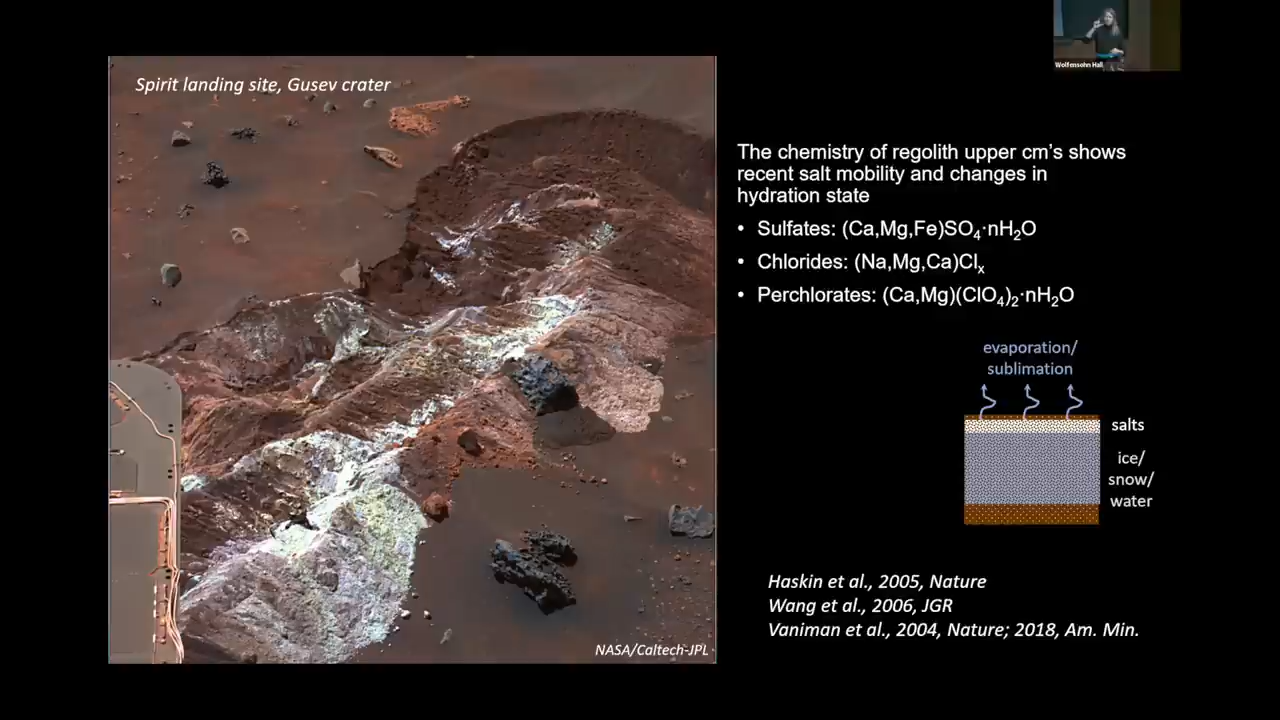 Wolfensohn Hall
Spirit landing site, Gusev crater
The chemistry of regolith upper cm's shows
recent salt mobility and changes in
hydration state
• Sulfates: (Ca,Mg,Fe)SO₄·nH₂O
• Chlorides: (Na,Mg,Ca)Clₓ
• Perchlorates: (Ca,Mg)(ClO₄)₂·nH₂O
evaporation/
sublimation
salts
ice/
snow/
water
Haskin et al., 2005, Nature
Wang et al., 2006, JGR
Vaniman et al., 2004, Nature; 2018, Am. Min.
NASA/Caltech-JPL